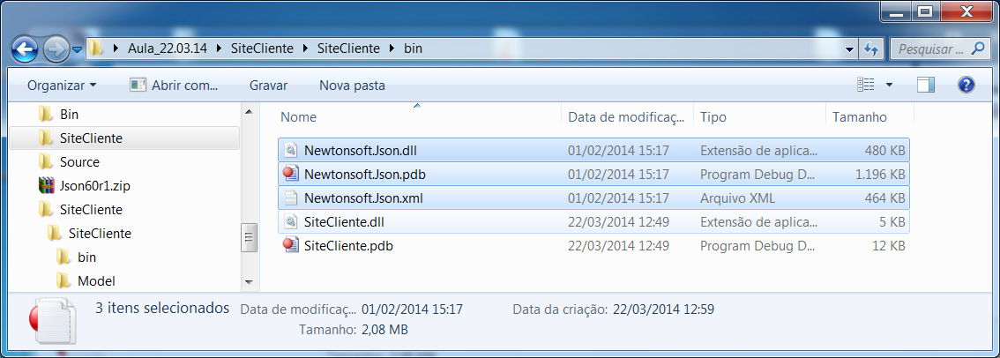 Aula_22.03.14 SiteCliente SiteCliente bin Pesquisar ...
Organizar Abrir com... Gravar Nova pasta
Bin
SiteCliente
Source
Json60r1.zip
SiteCliente
SiteCliente
bin
Model
Nome Data de modificaç... Tipo Tamanho
Newtonsoft.Json.dll 01/02/2014 15:17 Extensão de aplica... 480 KB
Newtonsoft.Json.pdb 01/02/2014 15:17 Program Debug D... 1.196 KB
Newtonsoft.Json.xml 01/02/2014 15:17 Arquivo XML 464 KB
SiteCliente.dll 22/03/2014 12:49 Extensão de aplica... 5 KB
SiteCliente.pdb 22/03/2014 12:49 Program Debug D... 12 KB
3 itens selecionados Data de modificaç... 01/02/2014 15:17 Data da criação: 22/03/2014 12:59
Tamanho: 2,08 MB